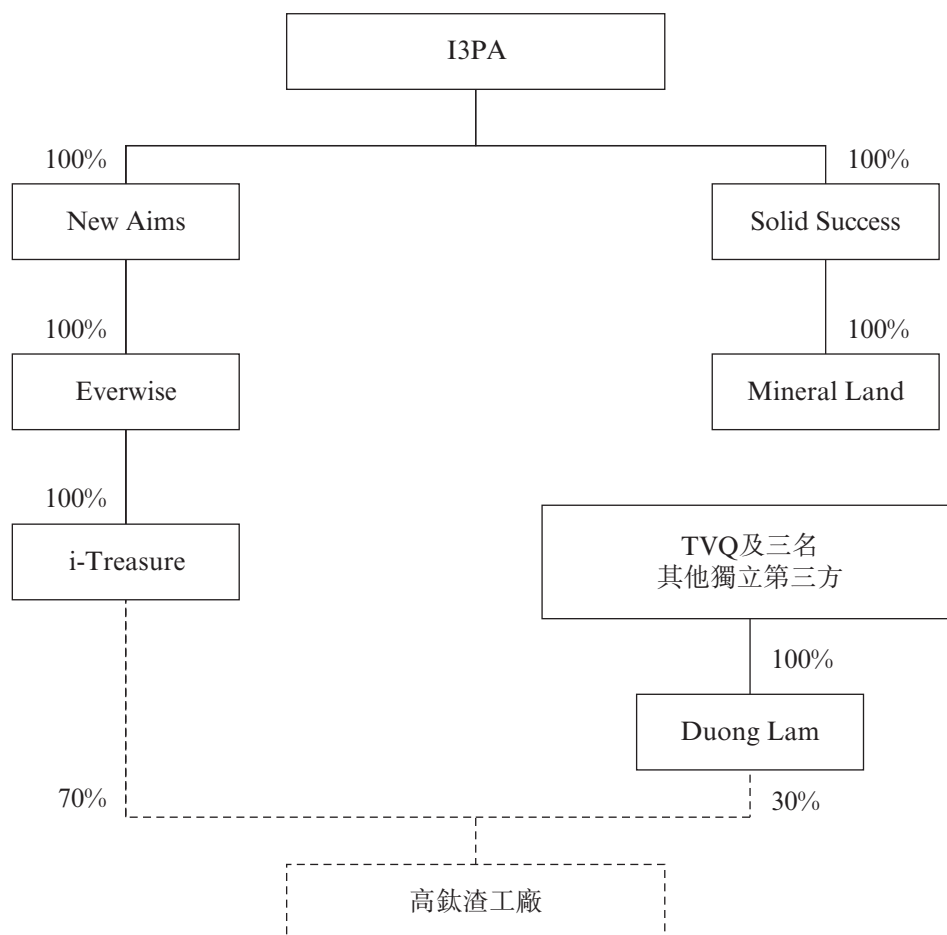 I3PA
100%
100%
New Aims
Solid Success
100%
100%
Everwise
Mineral Land
100%
i-Treasure
TVQ及三名
其他獨立第三方
100%
Duong Lam
70%
30%
高鈦渣工廠